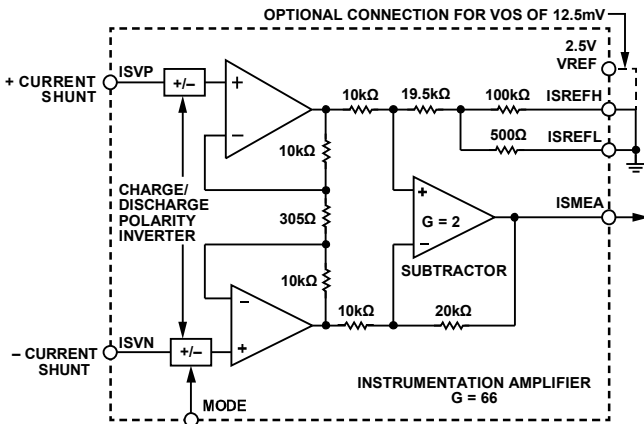 OPTIONAL CONNECTION FOR VOS OF 12.5mV
2.5V
VREF
ISVP
+ CURRENT
SHUNT
+/–
+
–
10kΩ
19.5kΩ
100kΩ
ISREFH
500Ω
ISREFL
10kΩ
CHARGE/
DISCHARGE
POLARITY
INVERTER
305Ω
+
G = 2
–
ISMEA
SUBTRACTOR
10kΩ
–
+
10kΩ
20kΩ
ISVN
– CURRENT
SHUNT
+/–
MODE
INSTRUMENTATION AMPLIFIER
G = 66